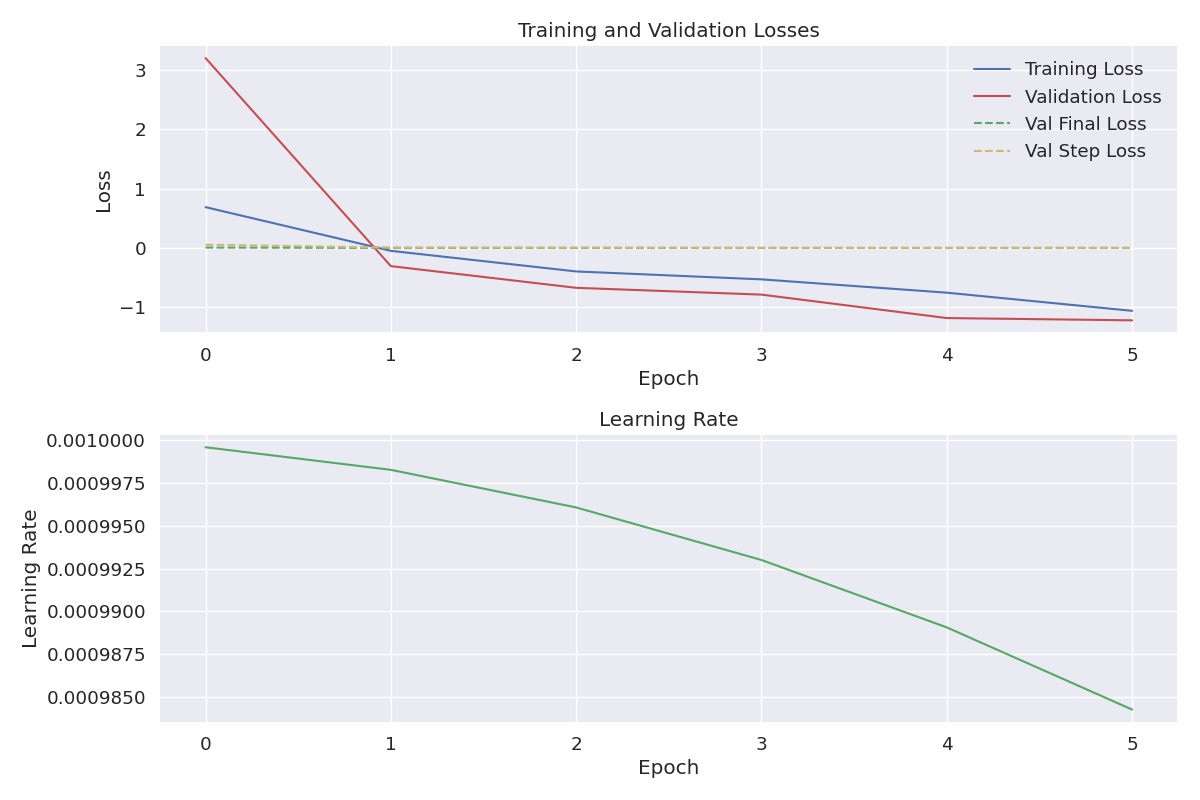 Training and Validation Losses
Loss
3
2
1
0
−1
Training Loss
Validation Loss
Val Final Loss
Val Step Loss
0 1 2 3 4 5
Epoch
Learning Rate
Learning Rate
0.0010000
0.0009975
0.0009950
0.0009925
0.0009900
0.0009875
0.0009850
0 1 2 3 4 5
Epoch